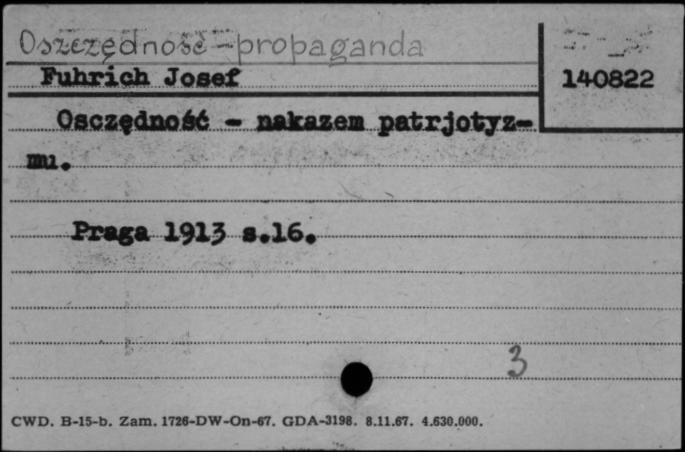 Oszczędność - propaganda
Fuhrich Josef
140822
Osczędność - nakazem patrjotyz-
mu.
Praga 1913 s.16.
3
CWD. B-15-b. Zam. 1726-DW-On-67. GDA-3198. 8.11.67. 4.630.000.